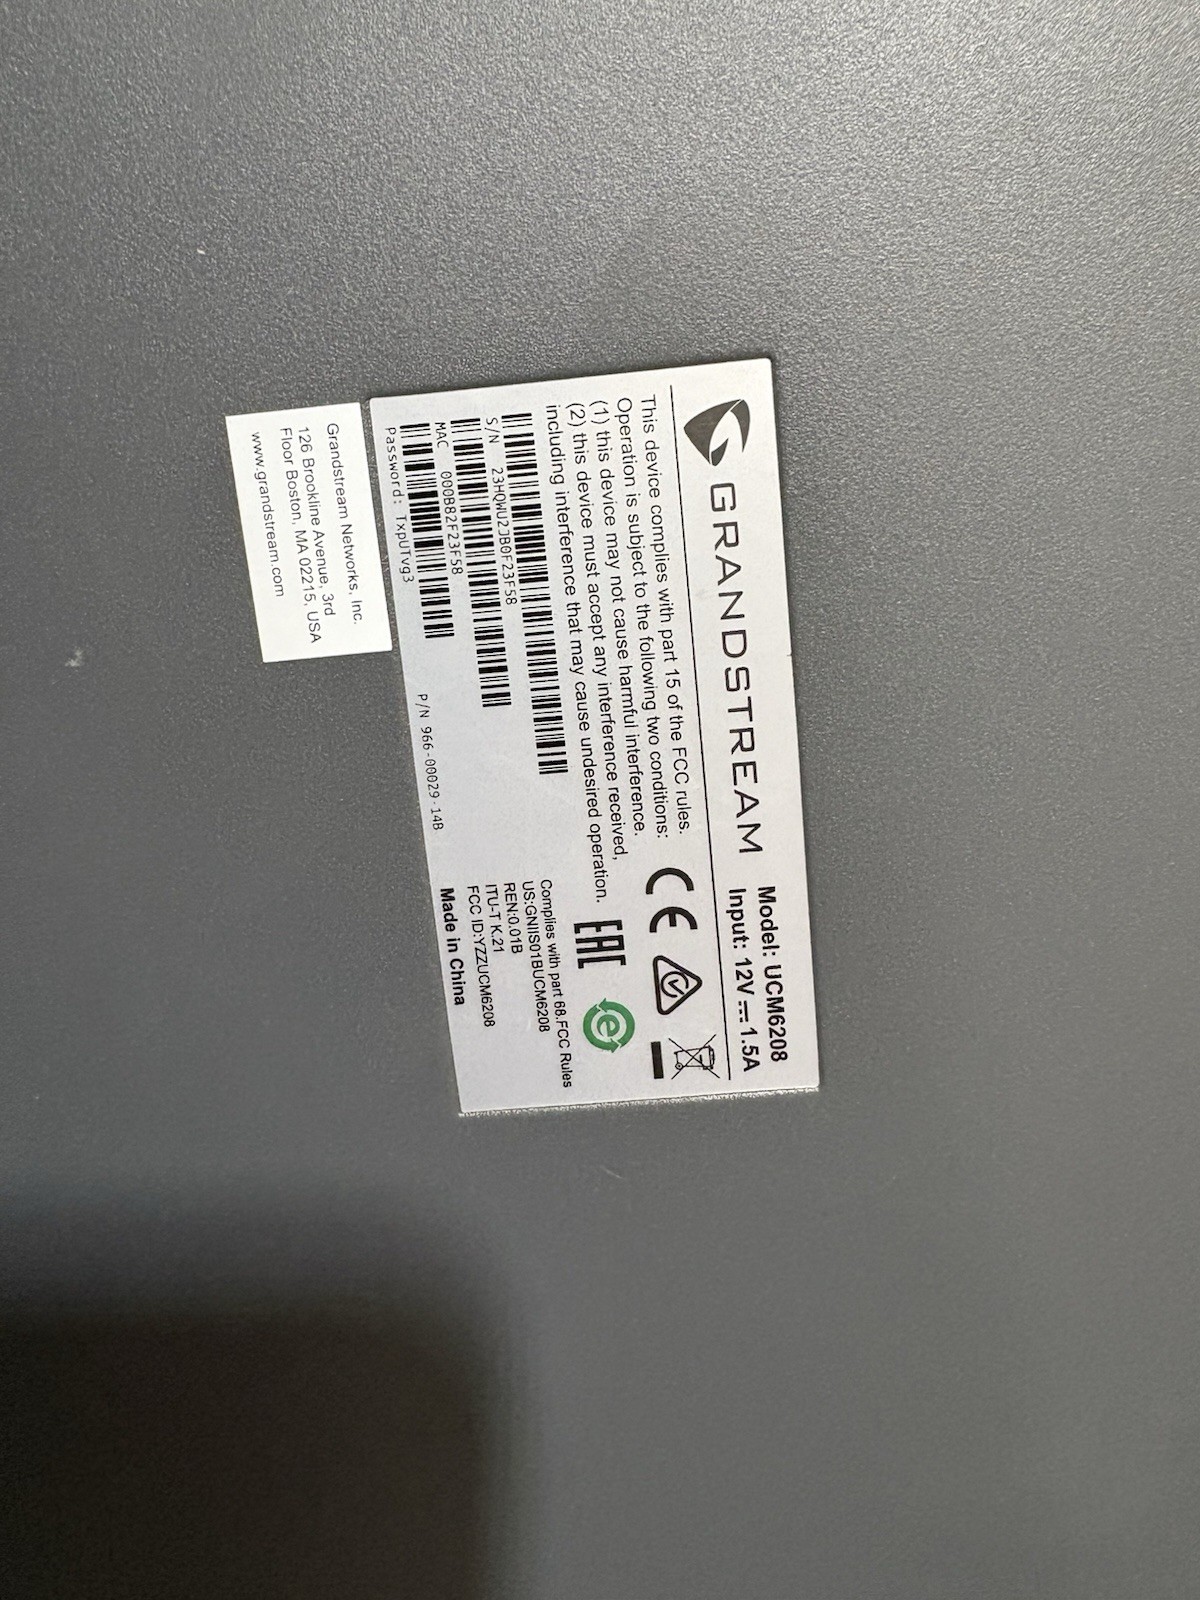 GRANDSTREAM
Model: UCM6208
Input: 12V⎓1.5A
This device complies with part 15 of the FCC rules.
Operation is subject to the following two conditions:
(1) this device may not cause harmful interference.
(2) this device must accept any interference received,
including interference that may cause undesired operation.
CE
EAC
e
S/N 23HQWU2JB0F23F58
MAC 000B82F23F58
Password: TxpUTvg3
P/N 966-00029-14B
Complies with part 68.FCC Rules
US:GNIIS01BUCM6208
REN:0.01B
ITU-T K.21
FCC ID:YZZUCM6208
Made in China
Grandstream Networks, Inc.
126 Brookline Avenue, 3rd
Floor Boston, MA 02215, USA
www.grandstream.com